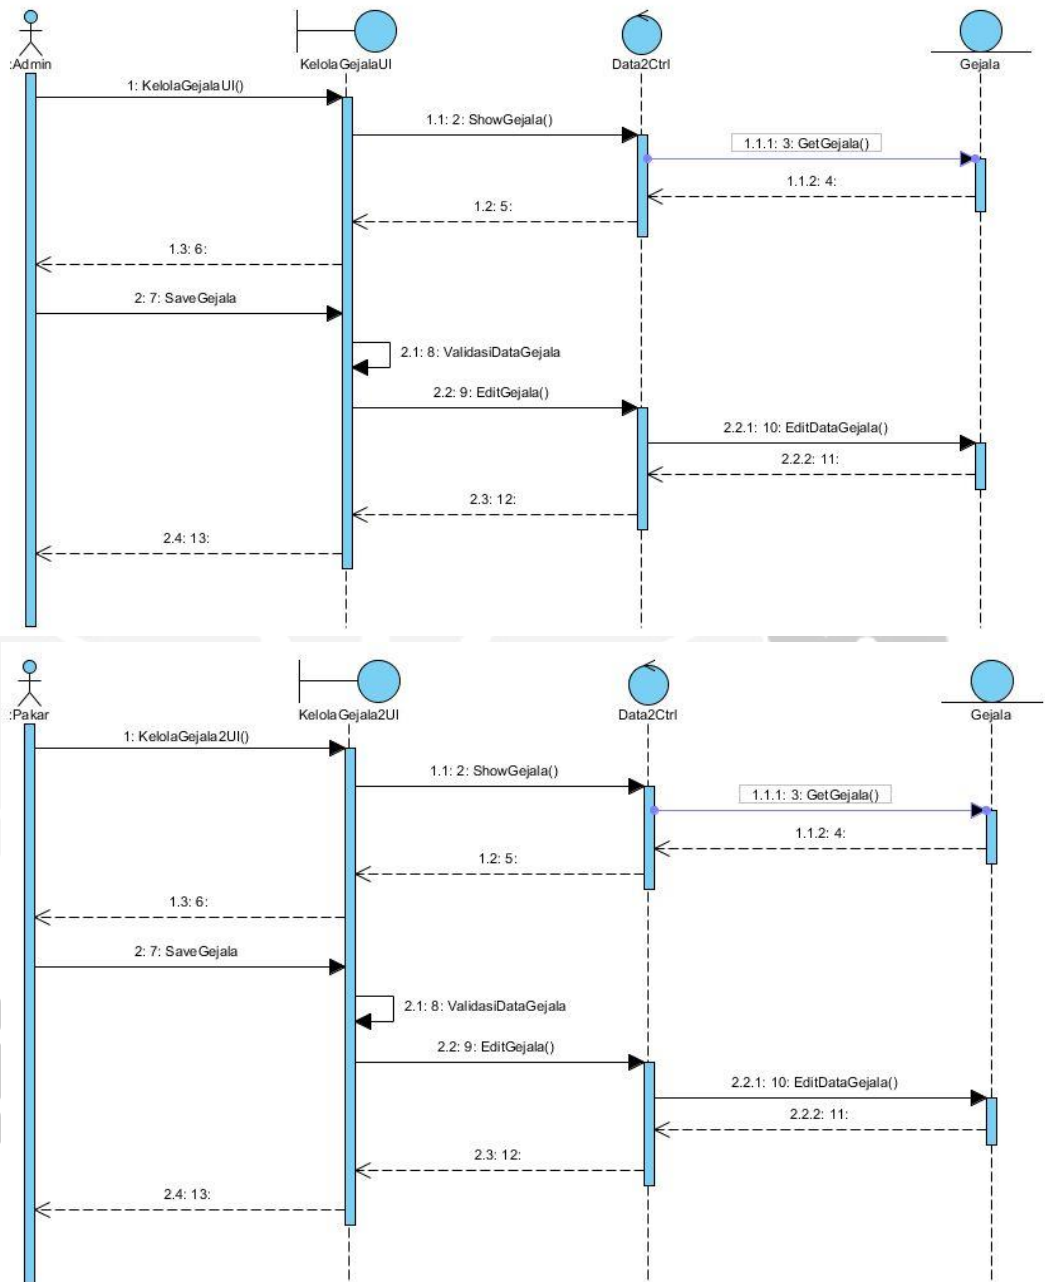 :Admin
KelolaGejalaUI
Data2Ctrl
Gejala
1: KelolaGejalaUI()
1.1: 2: ShowGejala()
1.1.1: 3: GetGejala()
1.1.2: 4:
1.2: 5:
1.3: 6:
2: 7: SaveGejala
2.1: 8: ValidasiDataGejala
2.2: 9: EditGejala()
2.2.1: 10: EditDataGejala()
2.2.2: 11:
2.3: 12:
2.4: 13:
:Pakar
KelolaGejala2UI
Data2Ctrl
Gejala
1: KelolaGejala2UI()
1.1: 2: ShowGejala()
1.1.1: 3: GetGejala()
1.1.2: 4:
1.2: 5:
1.3: 6:
2: 7: SaveGejala
2.1: 8: ValidasiDataGejala
2.2: 9: EditGejala()
2.2.1: 10: EditDataGejala()
2.2.2: 11:
2.3: 12:
2.4: 13: